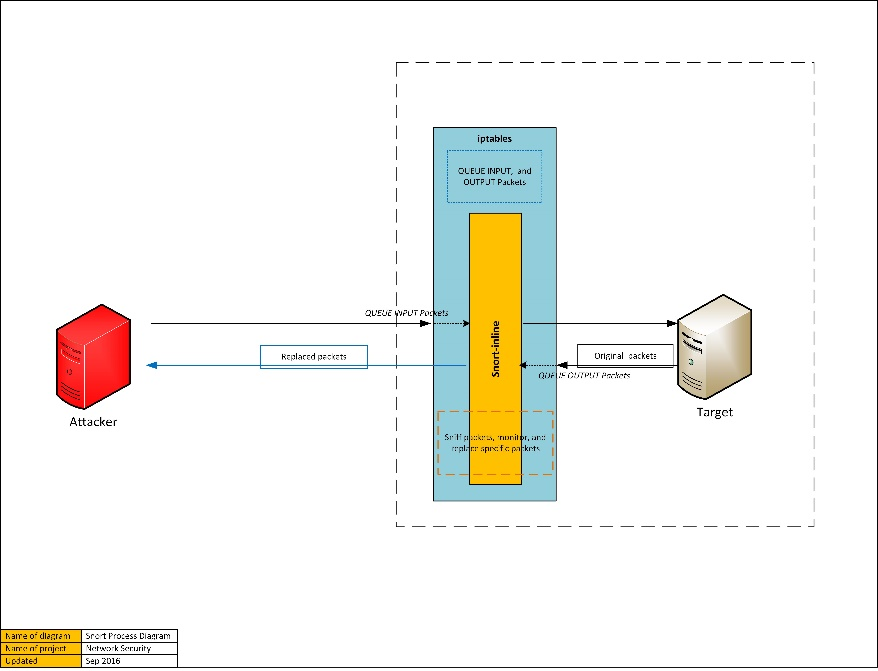 iptables
QUEUE INPUT, and
OUTPUT Packets
QUEUE INPUT Packets
Snort-inline
Replaced packets
Original packets
QUEUE OUTPUT Packets
Attacker
Target
Sniff packets, monitor, and
replace specific packets
Name of diagram Snort Process Diagram
Name of project Network Security
Updated Sep 2016